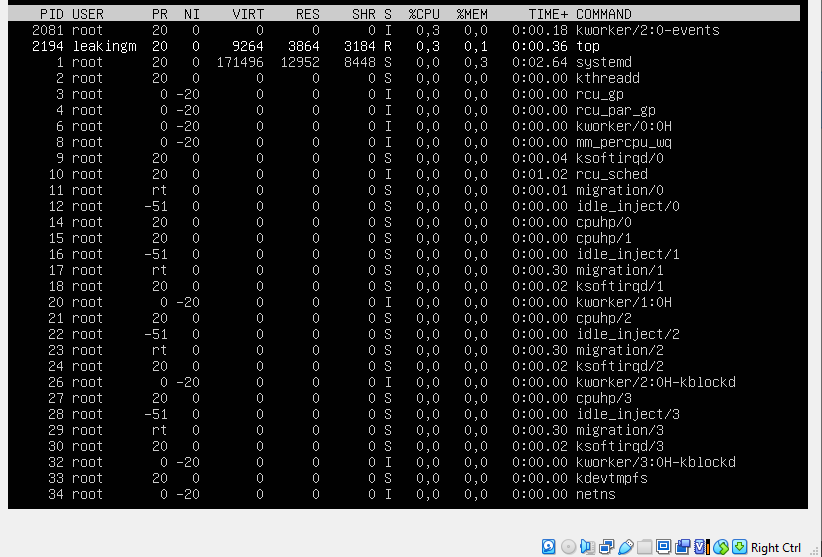 PID USER PR NI VIRT RES SHR S %CPU %MEM TIME+ COMMAND
2081 root 20 0 0 0 0 I 0,3 0,0 0:00.18 kworker/2:0-events
2194 leakingm 20 0 9264 3864 3184 R 0,3 0,1 0:00.36 top
1 root 20 0 171496 12952 8448 S 0,0 0,3 0:02.64 systemd
2 root 20 0 0 0 0 S 0,0 0,0 0:00.00 kthreadd
3 root 0 -20 0 0 0 I 0,0 0,0 0:00.00 rcu_gp
4 root 0 -20 0 0 0 I 0,0 0,0 0:00.00 rcu_par_gp
6 root 0 -20 0 0 0 I 0,0 0,0 0:00.00 kworker/0:0H
8 root 0 -20 0 0 0 I 0,0 0,0 0:00.00 mm_percpu_wq
9 root 20 0 0 0 0 S 0,0 0,0 0:00.04 ksoftirqd/0
10 root 20 0 0 0 0 I 0,0 0,0 0:01.02 rcu_sched
11 root rt 0 0 0 0 S 0,0 0,0 0:00.01 migration/0
12 root -51 0 0 0 0 S 0,0 0,0 0:00.00 idle_inject/0
14 root 20 0 0 0 0 S 0,0 0,0 0:00.00 cpuhp/0
15 root 20 0 0 0 0 S 0,0 0,0 0:00.00 cpuhp/1
16 root -51 0 0 0 0 S 0,0 0,0 0:00.00 idle_inject/1
17 root rt 0 0 0 0 S 0,0 0,0 0:00.30 migration/1
18 root 20 0 0 0 0 S 0,0 0,0 0:00.02 ksoftirqd/1
20 root 0 -20 0 0 0 I 0,0 0,0 0:00.00 kworker/1:0H
21 root 20 0 0 0 0 S 0,0 0,0 0:00.00 cpuhp/2
22 root -51 0 0 0 0 S 0,0 0,0 0:00.00 idle_inject/2
23 root rt 0 0 0 0 S 0,0 0,0 0:00.30 migration/2
24 root 20 0 0 0 0 S 0,0 0,0 0:00.02 ksoftirqd/2
26 root 0 -20 0 0 0 I 0,0 0,0 0:00.00 kworker/2:0H-kblockd
27 root 20 0 0 0 0 S 0,0 0,0 0:00.00 cpuhp/3
28 root -51 0 0 0 0 S 0,0 0,0 0:00.00 idle_inject/3
29 root rt 0 0 0 0 S 0,0 0,0 0:00.30 migration/3
30 root 20 0 0 0 0 S 0,0 0,0 0:00.02 ksoftirqd/3
32 root 0 -20 0 0 0 I 0,0 0,0 0:00.00 kworker/3:0H-kblockd
33 root 20 0 0 0 0 S 0,0 0,0 0:00.00 kdevtmpfs
34 root 0 -20 0 0 0 I 0,0 0,0 0:00.00 netns
Right Ctrl